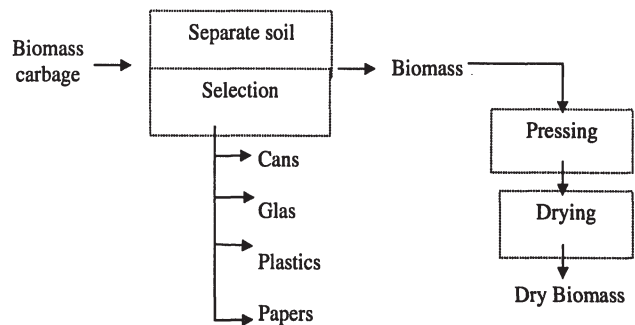 Biomass
carbage
Separate soil
Selection
Cans
Glas
Plastics
Papers
Biomass
Pressing
Drying
Dry Biomass